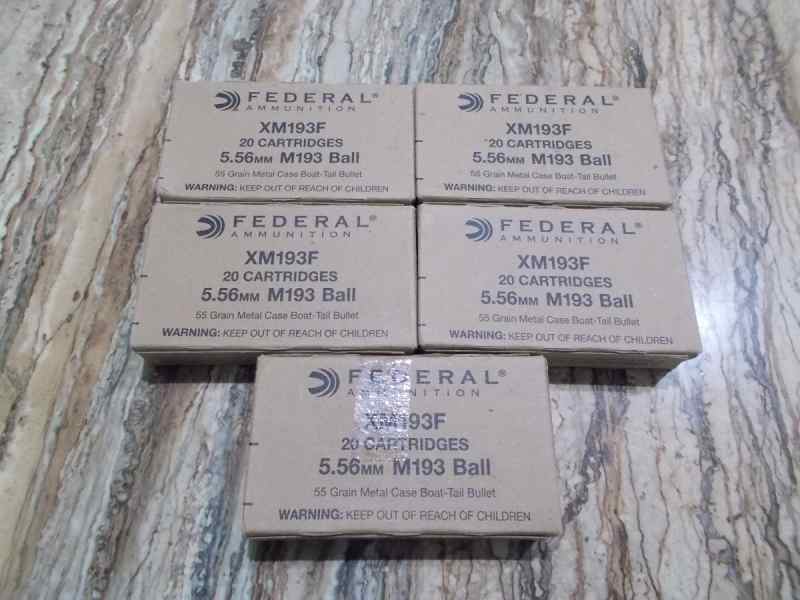 FEDERAL®
AMMUNITION
XM193F
20 CARTRIDGES
5.56MM M193 Ball
55 Grain Metal Case Boat-Tail Bullet
WARNING: KEEP OUT OF REACH OF CHILDREN
FEDERAL®
AMMUNITION
XM193F
20 CARTRIDGES
5.56MM M193 Ball
55 Grain Metal Case Boat-Tail Bullet
WARNING: KEEP OUT OF REACH OF CHILDREN
FEDERAL®
AMMUNITION
XM193F
20 CARTRIDGES
5.56MM M193 Ball
55 Grain Metal Case Boat-Tail Bullet
WARNING: KEEP OUT OF REACH OF CHILDREN
FEDERAL®
AMMUNITION
XM193F
20 CARTRIDGES
5.56MM M193 Ball
55 Grain Metal Case Boat-Tail Bullet
WARNING: KEEP OUT OF REACH OF CHILDREN
FEDERAL®
AMMUNITION
XM193F
20 CARTRIDGES
5.56MM M193 Ball
55 Grain Metal Case Boat-Tail Bullet
WARNING: KEEP OUT OF REACH OF CHILDREN